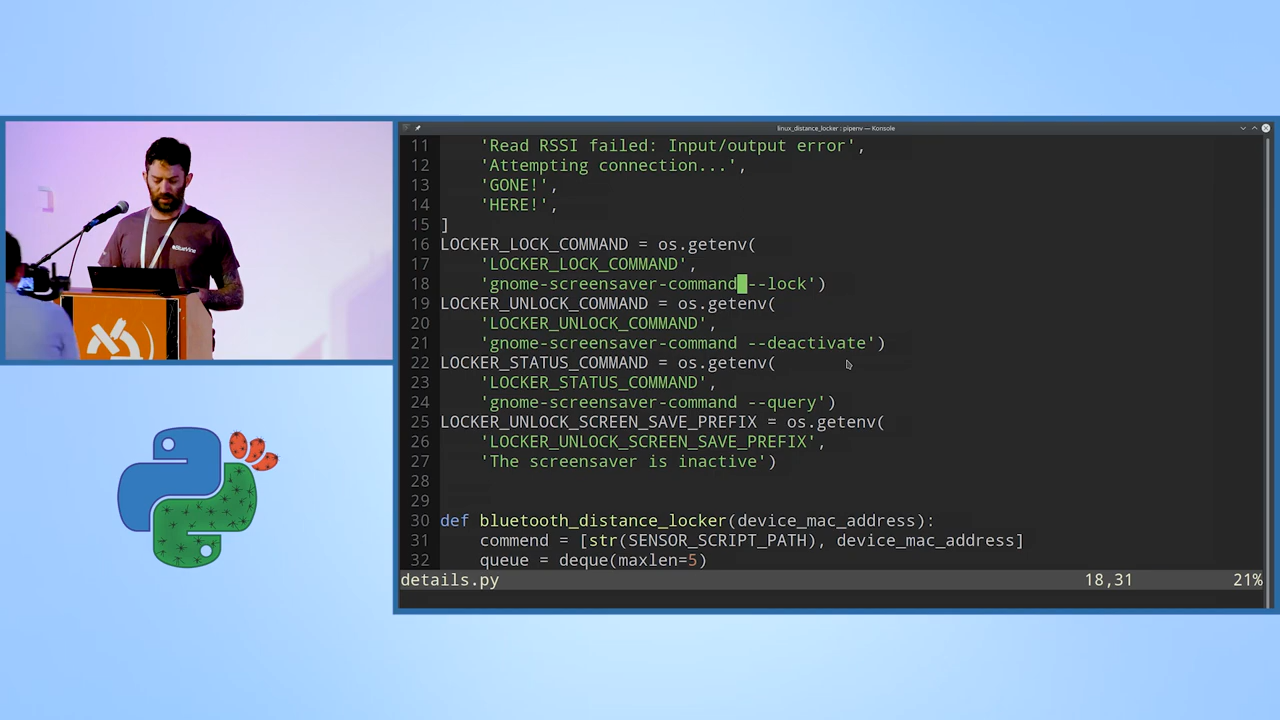 linux_distance_locker : pipenv — Konsole
11 'Read RSSI failed: Input/output error',
12 'Attempting connection...',
13 'GONE!',
14 'HERE!',
15 ]
16 LOCKER_LOCK_COMMAND = os.getenv(
17 'LOCKER_LOCK_COMMAND',
18 'gnome-screensaver-command --lock')
19 LOCKER_UNLOCK_COMMAND = os.getenv(
20 'LOCKER_UNLOCK_COMMAND',
21 'gnome-screensaver-command --deactivate')
22 LOCKER_STATUS_COMMAND = os.getenv(
23 'LOCKER_STATUS_COMMAND',
24 'gnome-screensaver-command --query')
25 LOCKER_UNLOCK_SCREEN_SAVE_PREFIX = os.getenv(
26 'LOCKER_UNLOCK_SCREEN_SAVE_PREFIX',
27 'The screensaver is inactive')
28
29
30 def bluetooth_distance_locker(device_mac_address):
31 commend = [str(SENSOR_SCRIPT_PATH), device_mac_address]
32 queue = deque(maxlen=5)
details.py 18,31 21%
BlueVine